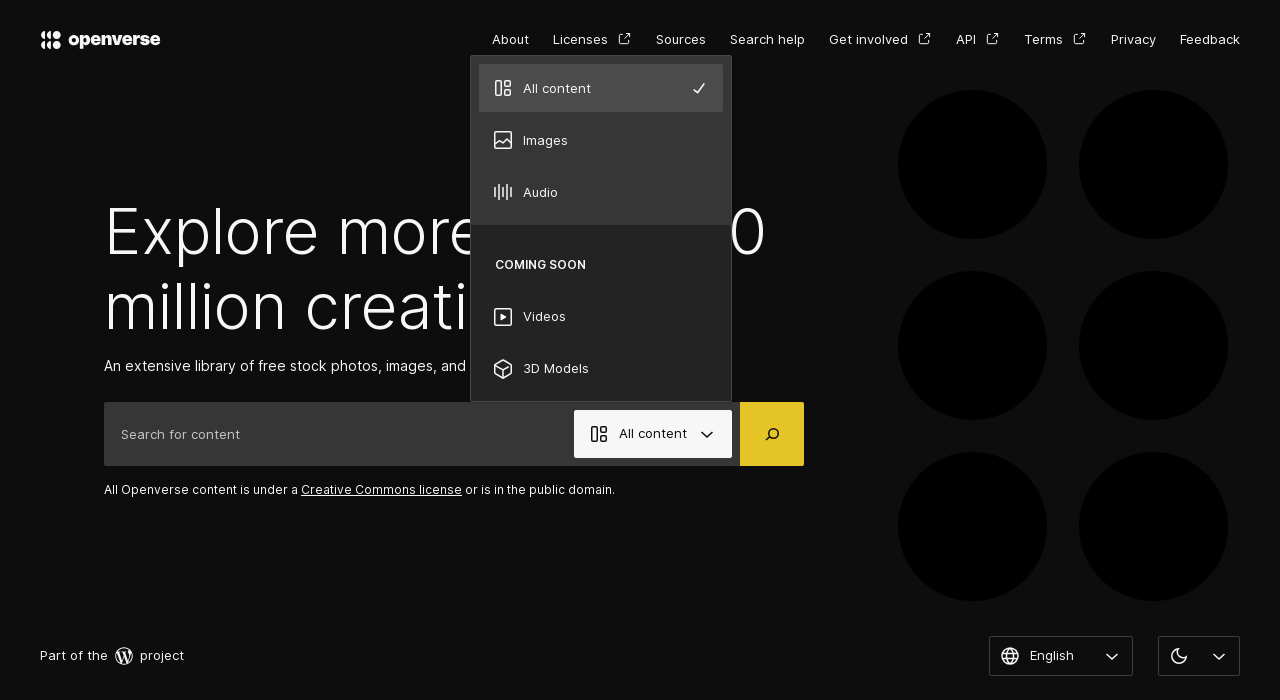 openverse
About
Licenses
Sources
Search help
Get involved
API
Terms
Privacy
Feedback
All content
Images
Audio
COMING SOON
Videos
3D Models
Explore more 0
million creati
An extensive library of free stock photos, images, and
Search for content
All content
All Openverse content is under a Creative Commons license or is in the public domain.
Part of the project
English